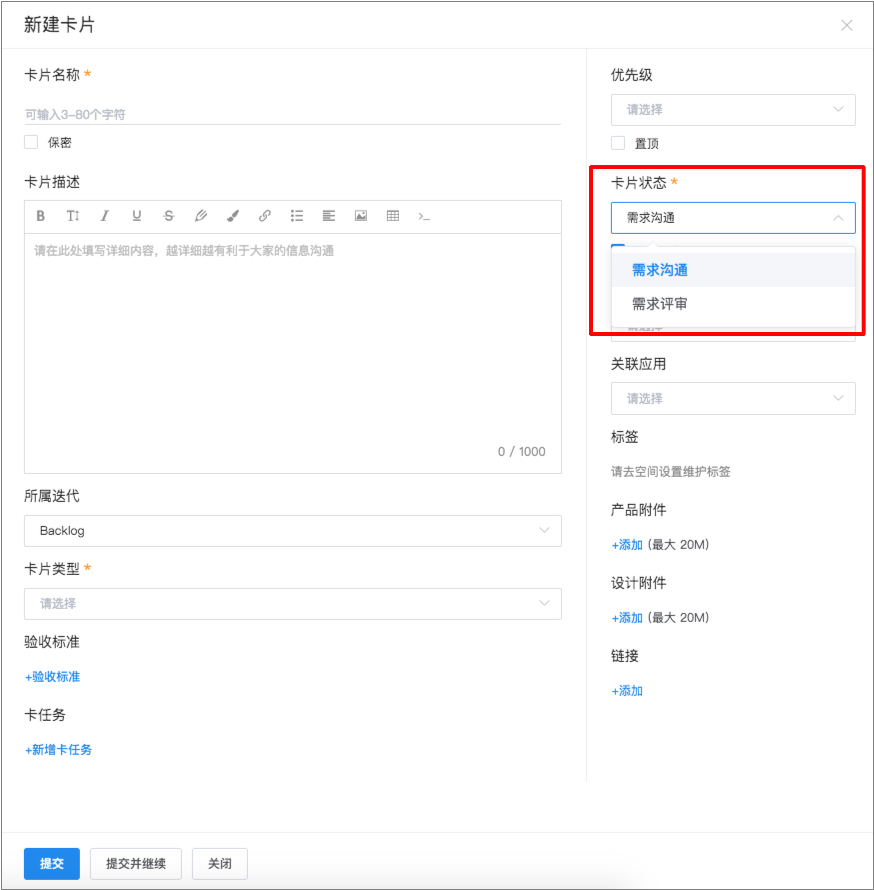 新建卡片
卡片名称 *
可输入3-80个字符
保密
卡片描述
B T I U S
请在此处填写详细内容，越详细越有利于大家的信息沟通
0 / 1000
所属迭代
Backlog
卡片类型 *
请选择
验收标准
+验收标准
卡任务
+新增卡任务
优先级
请选择
置顶
卡片状态 *
需求沟通
需求沟通
需求评审
请选择
关联应用
请选择
标签
请去空间设置维护标签
产品附件
+添加 (最大 20M)
设计附件
+添加 (最大 20M)
链接
+添加
提交 提交并继续 关闭